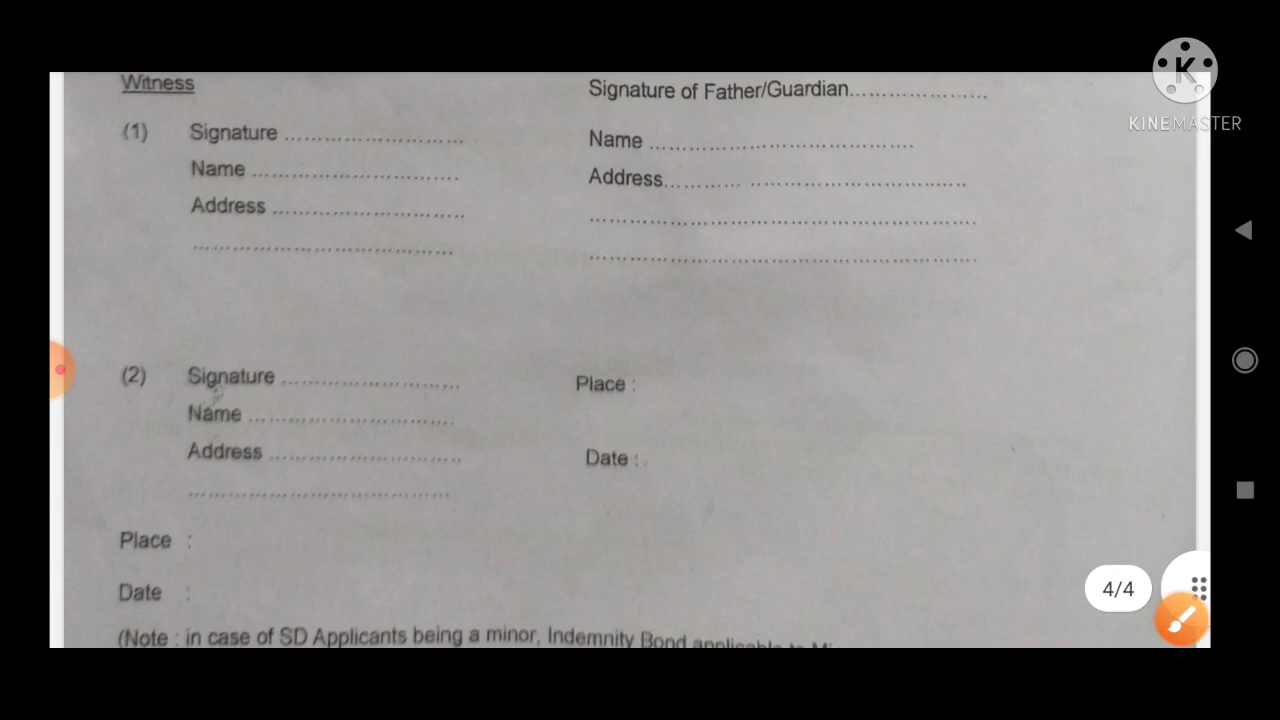 Witness
Signature of Father/Guardian.....................
(1) Signature ...........................
Name ........................................
Name ...............................
Address........... .................................
Address .............................
.......................................
...........................................................
...........................................................
(2) Signature ...........................
Place :
Name ...............................
Address .............................
Date :.
.......................................
Place :
Date :
(Note : in case of SD Applicants being a minor, Indemnity Bond applicable to
4/4
K
KINEMASTER